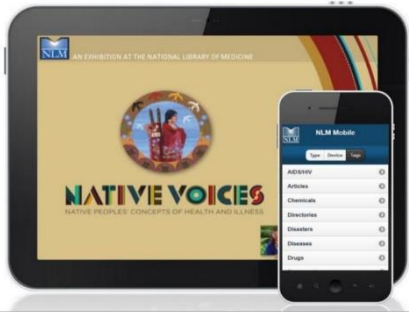 NLM
AN EXHIBITION AT THE NATIONAL LIBRARY OF MEDICINE
NATIVE VOICES
NATIVE PEOPLES' CONCEPTS OF HEALTH AND ILLNESS
NLM
NLM Mobile
Type Device Tags
AIDS/HIV
Articles
Chemicals
Directories
Disasters
Diseases
Drugs